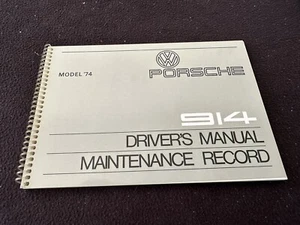 MODEL '74
PORSCHE
914
DRIVER'S MANUAL
MAINTENANCE RECORD